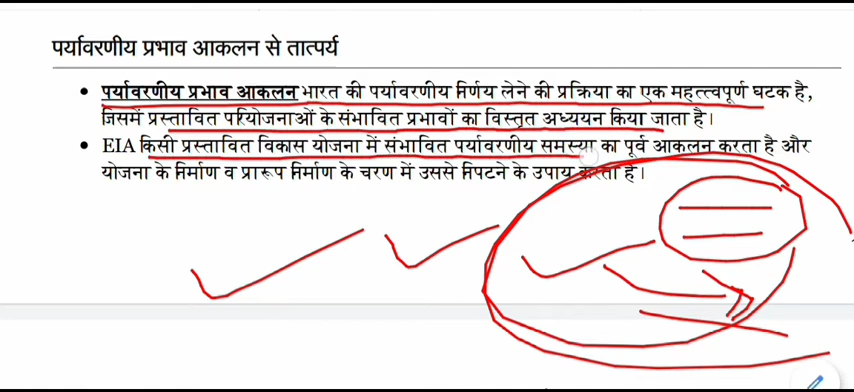 पर्यावरणीय प्रभाव आकलन से तात्पर्य
• पर्यावरणीय प्रभाव आकलन भारत की पर्यावरणीय निर्णय लेने की प्रक्रिया का एक महत्त्वपूर्ण घटक है,
जिसमें प्रस्तावित परियोजनाओं के संभावित प्रभावों का विस्तृत अध्ययन किया जाता है।
• EIA किसी प्रस्तावित विकास योजना में संभावित पर्यावरणीय समस्या का पूर्व आकलन करता है और
योजना के निर्माण व प्रारूप निर्माण के चरण में उससे निपटने के उपाय करता है।